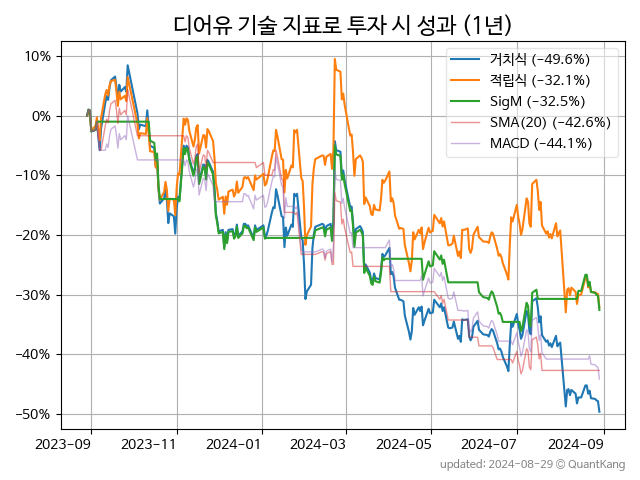 디어유 기술 지표로 투자 시 성과 (1년)
거치식 (−49.6%)
적립식 (−32.1%)
SigM (−32.5%)
SMA(20) (−42.6%)
MACD (−44.1%)
10%
0%
−10%
−20%
−30%
−40%
−50%
2023-09 2023-11 2024-01 2024-03 2024-05 2024-07 2024-09
updated: 2024-08-29 © QuantKang